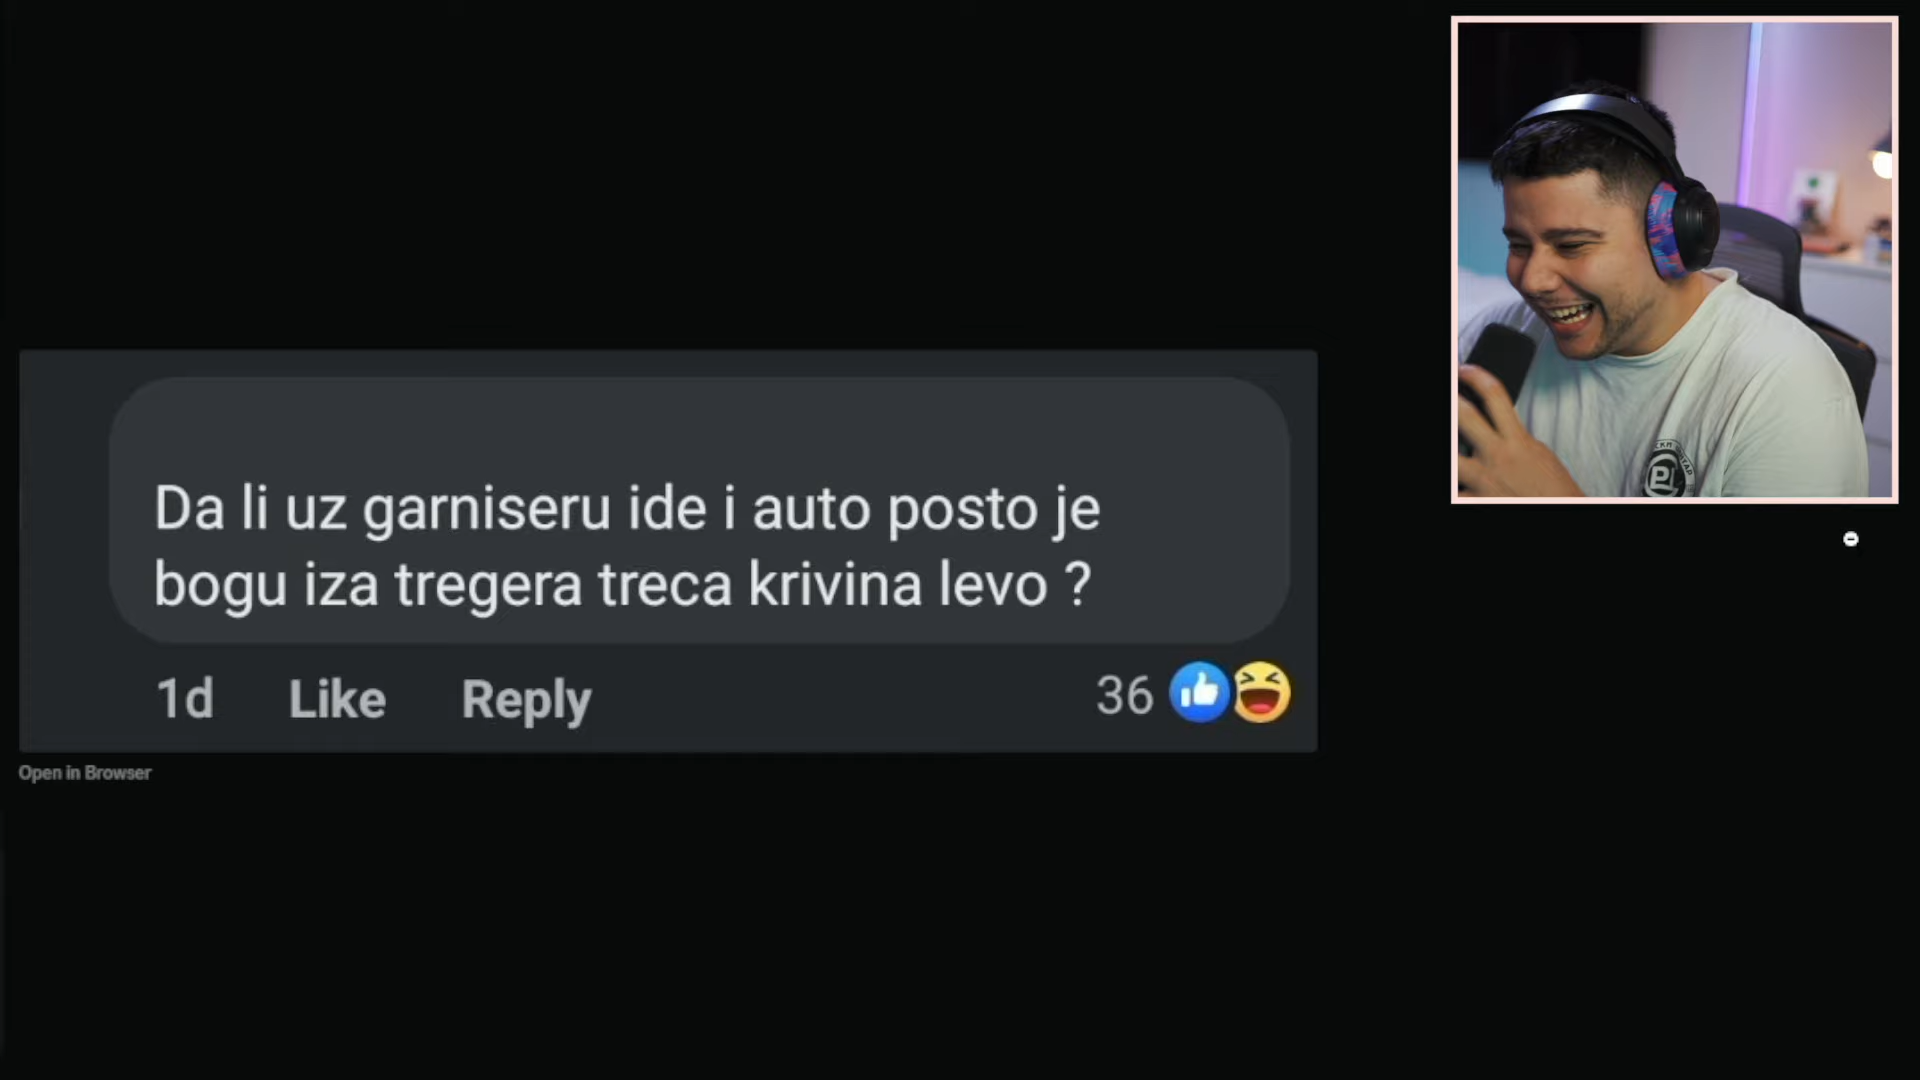 Da li uz garniseru ide i auto posto je
bogu iza tregera treca krivina levo ?
1d Like Reply 36
Open in Browser